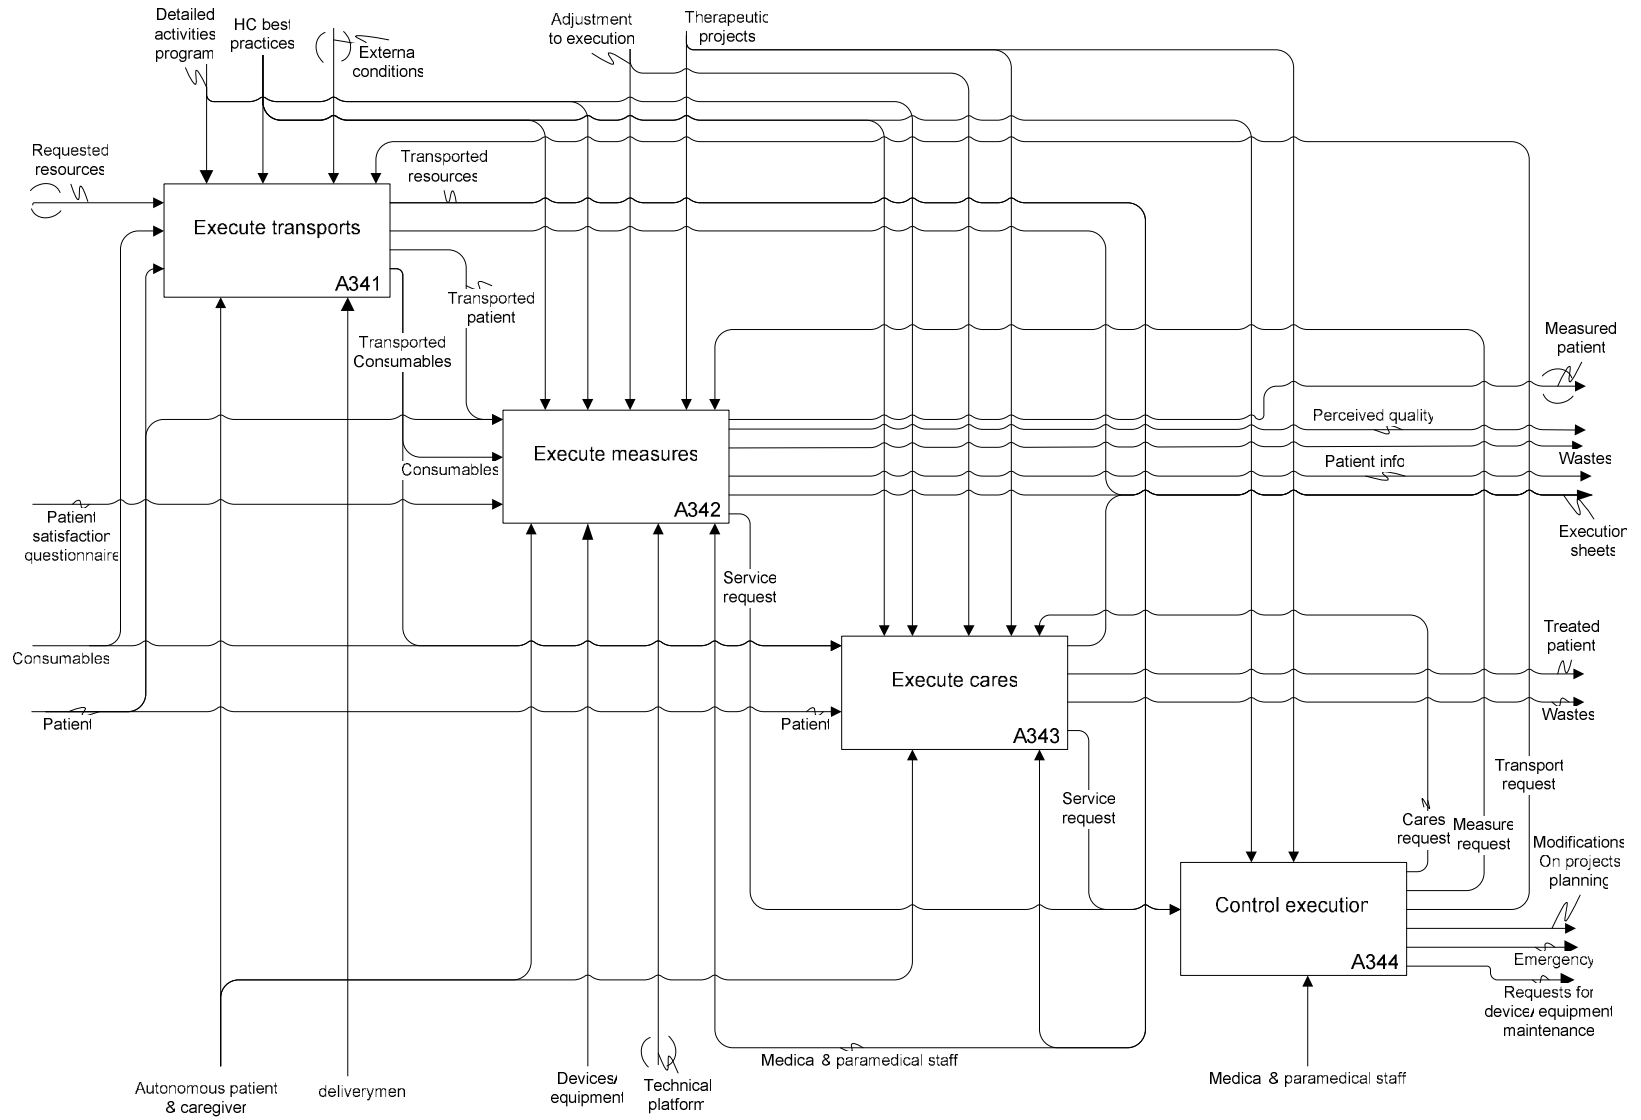 Detailed
activities
program
HC best
practices
Externa
conditions
Adjustment
to execution
Therapeutic
projects
Requested
resources
Transported
resources
Execute transports
A341
Transported
patient
Transported
Consumables
Measured
patient
Perceived quality
Consumables
Execute measures
A342
Wastes
Patient info
Patient
satisfaction
questionnaire
Execution
sheets
Service
request
Consumables
Treated
patient
Execute cares
A343
Patient
Patient
Wastes
Transport
request
Service
request
Cares
request
Measure
request
Modifications
On projects
planning
Control execution
A344
Emergency
Requests for
device/ equipment
maintenance
Medica & paramedical staff
Medica & paramedical staff
Autonomous patient
& caregiver
deliverymen
Devices/
equipment
Technical
platform